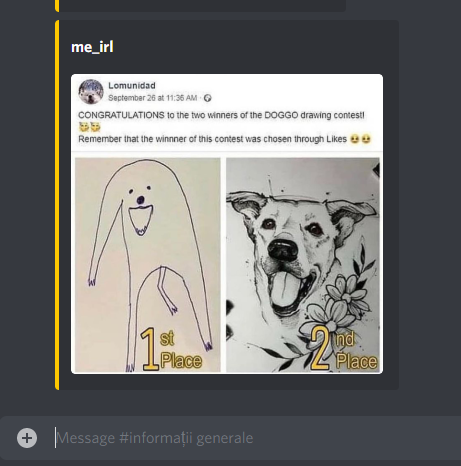 me_irl
Lomunidad
September 26 at 11:36 AM ·
CONGRATULATIONS to the two winners of the DOGGO drawing contest!!
Remember that the winnner of this contest was chosen through Likes
1st Place
2nd Place
Message #informații generale